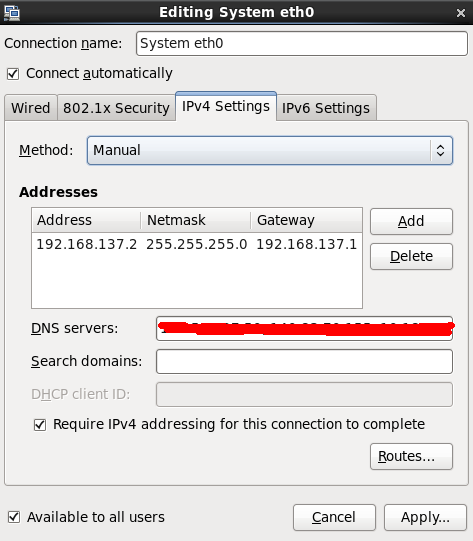 Editing System eth0
Connection name: System eth0
Connect automatically
Wired 802.1x Security IPv4 Settings IPv6 Settings
Method: Manual
Addresses
Address Netmask Gateway
192.168.137.2 255.255.255.0 192.168.137.1
Add
Delete
DNS servers:
Search domains:
DHCP client ID:
Require IPv4 addressing for this connection to complete
Routes...
Available to all users
Cancel
Apply...